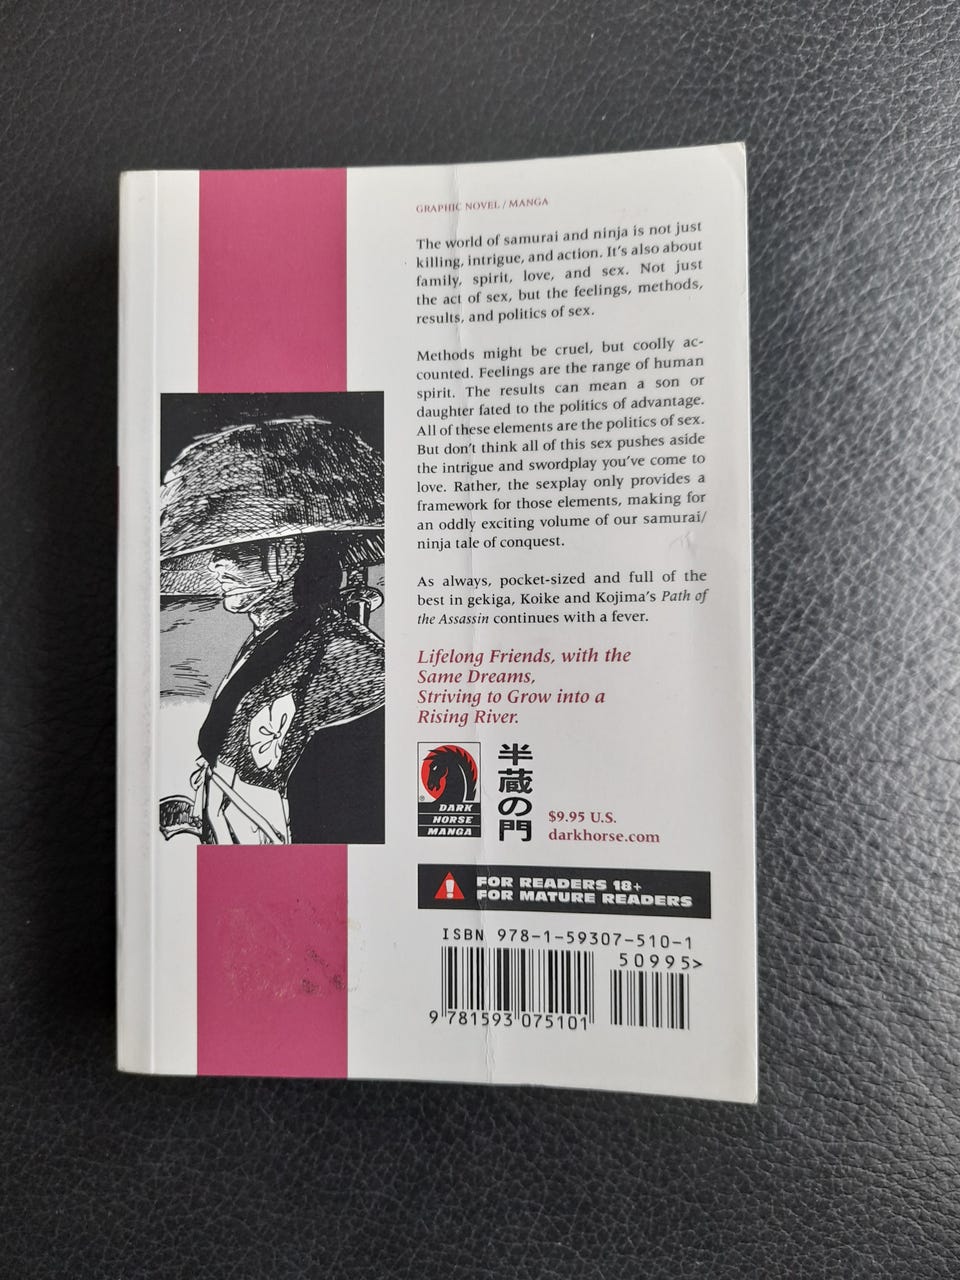 GRAPHIC NOVEL / MANGA
The world of samurai and ninja is not just
killing, intrigue, and action. It's also about
family, spirit, love, and sex. Not just
the act of sex, but the feelings, methods,
results, and politics of sex.
Methods might be cruel, but coolly ac-
counted. Feelings are the range of human
spirit. The results can mean a son or
daughter fated to the politics of advantage.
All of these elements are the politics of sex.
But don't think all of this sex pushes aside
the intrigue and swordplay you've come to
love. Rather, the sexplay only provides a
framework for those elements, making for
an oddly exciting volume of our samurai/
ninja tale of conquest.
As always, pocket-sized and full of the
best in gekiga, Koike and Kojima's Path of
the Assassin continues with a fever.
Lifelong Friends, with the
Same Dreams,
Striving to Grow into a
Rising River.
®
DARK
HORSE
MANGA
半蔵の門
$9.95 U.S.
darkhorse.com
FOR READERS 18+
FOR MATURE READERS
ISBN 978-1-59307-510-1
50995>
9 781593 075101